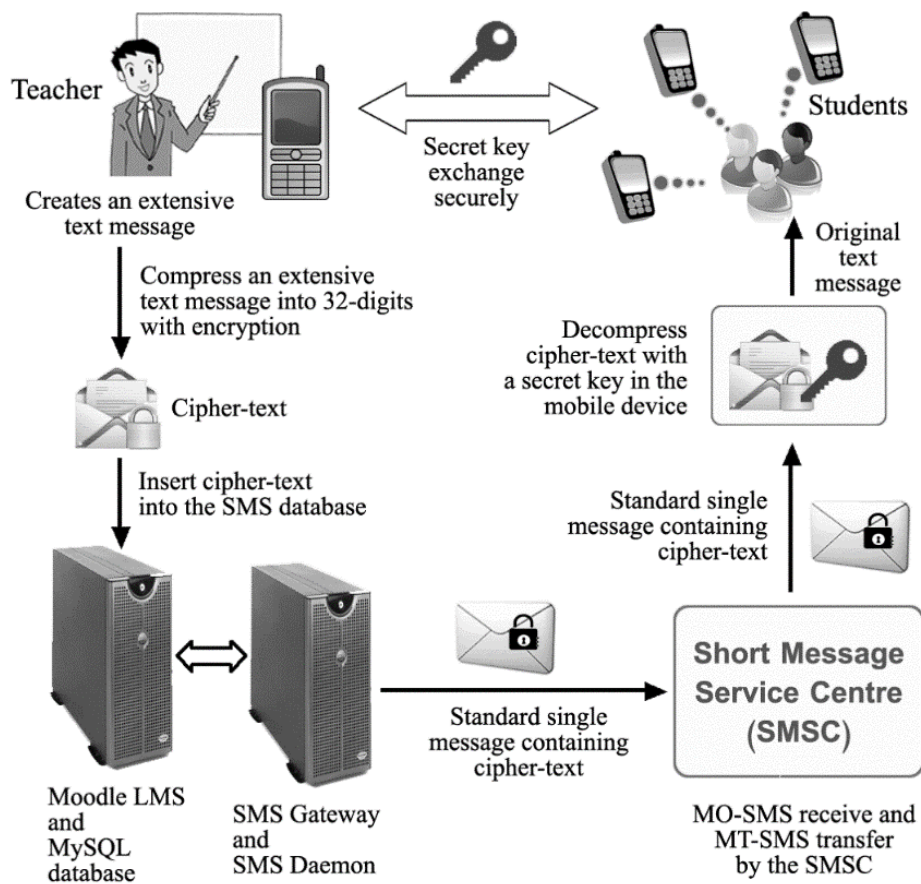 Teacher
Creates an extensive
text message
Secret key
exchange
securely
Students
Compress an extensive
text message into 32-digits
with encryption
Cipher-text
Insert cipher-text
into the SMS database
Moodle LMS
and
MySQL
database
SMS Gateway
and
SMS Daemon
Standard single
message containing
cipher-text
Short Message
Service Centre
(SMSC)
MO-SMS receive and
MT-SMS transfer
by the SMSC
Standard single
message containing
cipher-text
Decompress
cipher-text with
a secret key in the
mobile device
Original
text
message